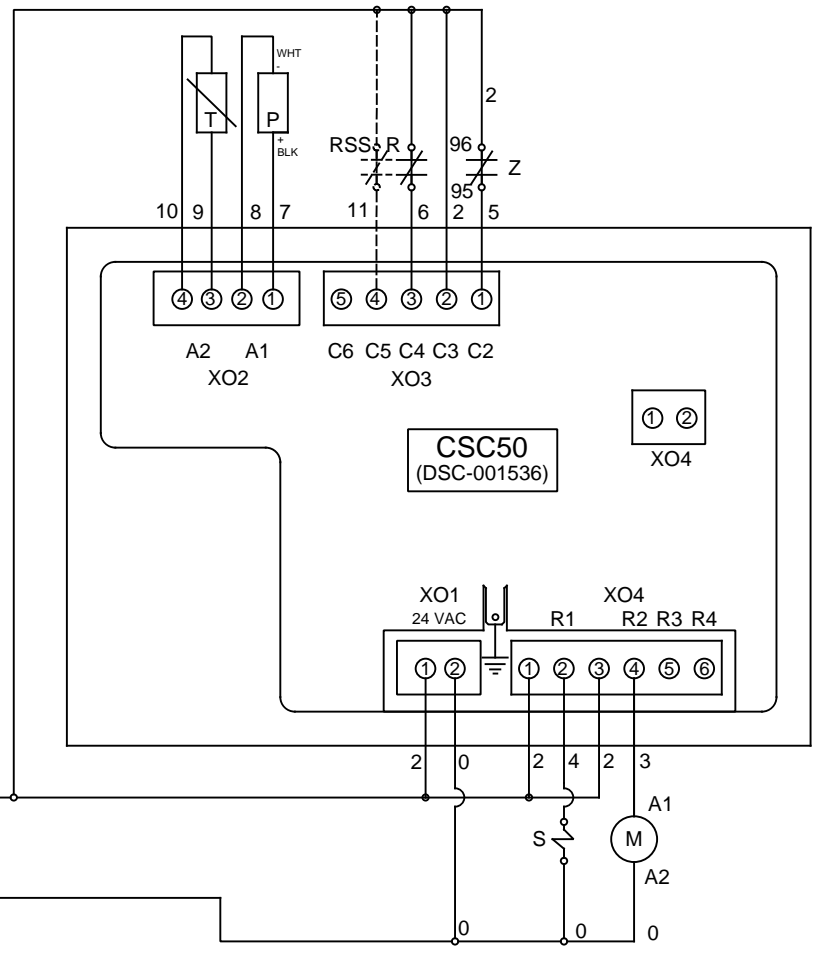 WHT
-
2
T
P
+
BLK
RSS R
96
Z
95
10 9 8 7 11 6 2 5
4 3 2 1 5 4 3 2 1
A2 A1 C6 C5 C4 C3 C2
XO2 XO3
1 2
XO4
CSC50
(DSC-001536)
XO1 XO4
24 VAC R1 R2 R3 R4
1 2 1 2 3 4 5 6
2 0 2 4 2 3
A1
S M
A2
0 0 0